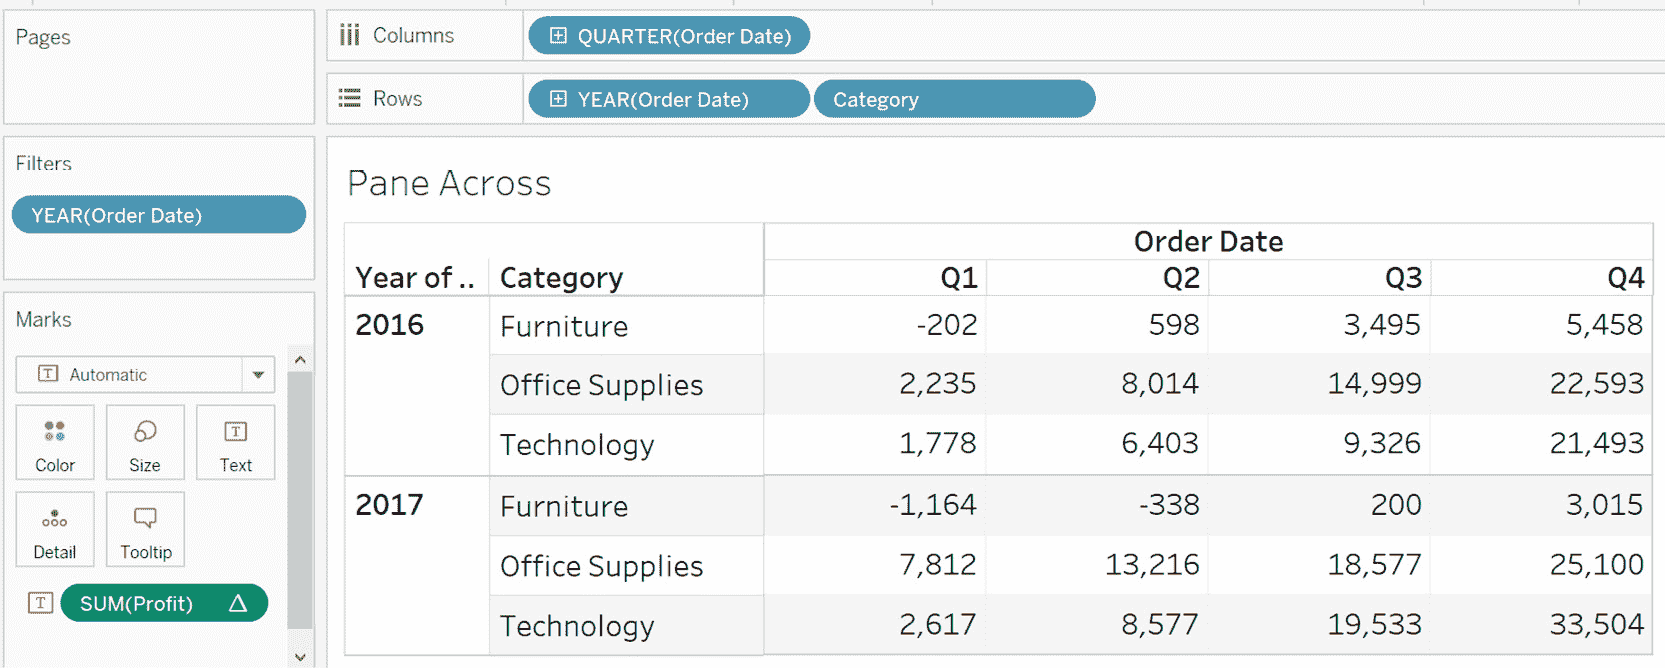 Pages
Columns
QUARTER(Order Date)
Rows
YEAR(Order Date) Category
Filters
YEAR(Order Date)
Marks
T Automatic
Color Size T Text
Detail Tooltip
T SUM(Profit) Δ
Pane Across
Order Date
Year of .. Category Q1 Q2 Q3 Q4
2016 Furniture -202 598 3,495 5,458
Office Supplies 2,235 8,014 14,999 22,593
Technology 1,778 6,403 9,326 21,493
2017 Furniture -1,164 -338 200 3,015
Office Supplies 7,812 13,216 18,577 25,100
Technology 2,617 8,577 19,533 33,504